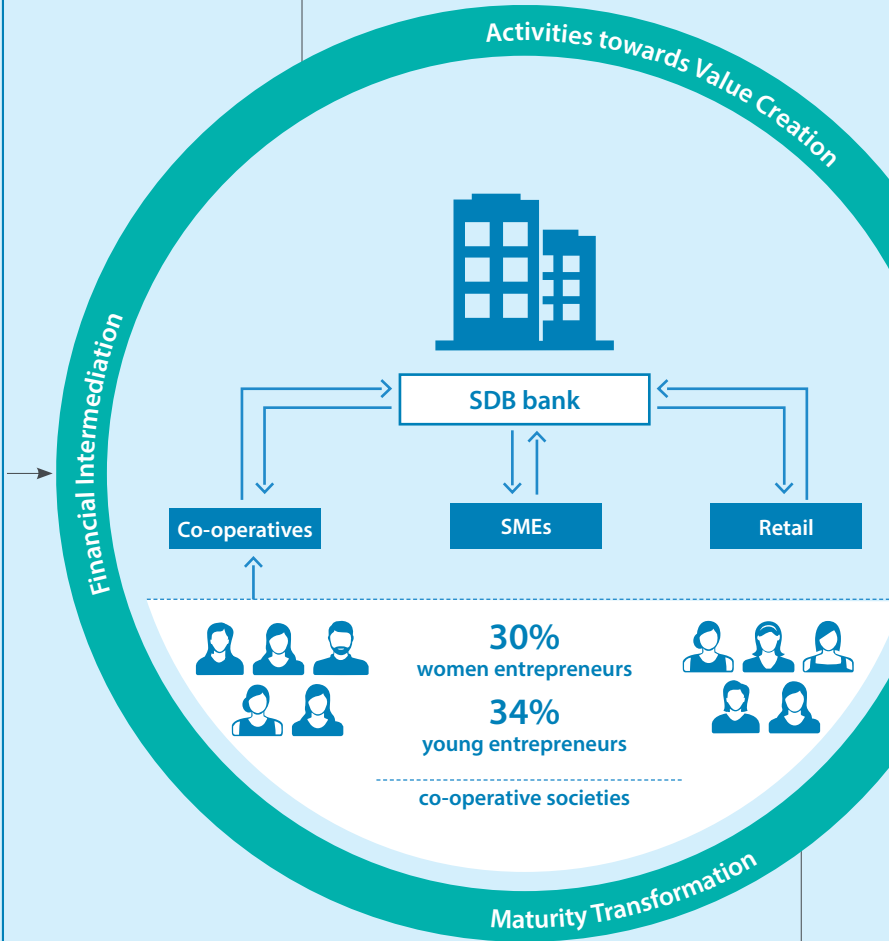 Activities towards Value Creation
Financial Intermediation
SDB bank
Co-operatives
SMEs
Retail
30%
women entrepreneurs
34%
young entrepreneurs
co-operative societies
Maturity Transformation